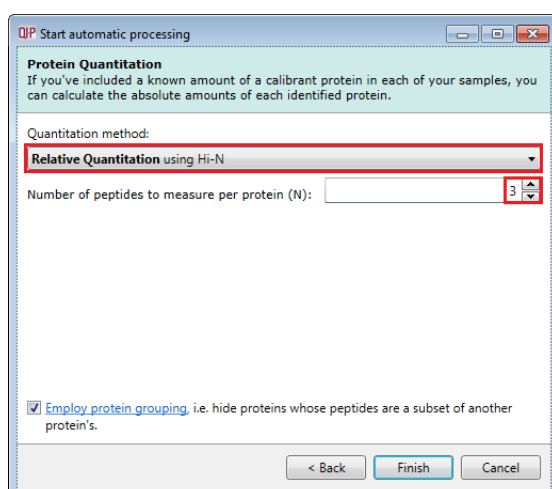 QIP Start automatic processing
Protein Quantitation
If you've included a known amount of a calibrant protein in each of your samples, you
can calculate the absolute amounts of each identified protein.
Quantitation method:
Relative Quantitation using Hi-N
Number of peptides to measure per protein (N): 3
Employ protein grouping, i.e. hide proteins whose peptides are a subset of another
protein's.
< Back Finish Cancel